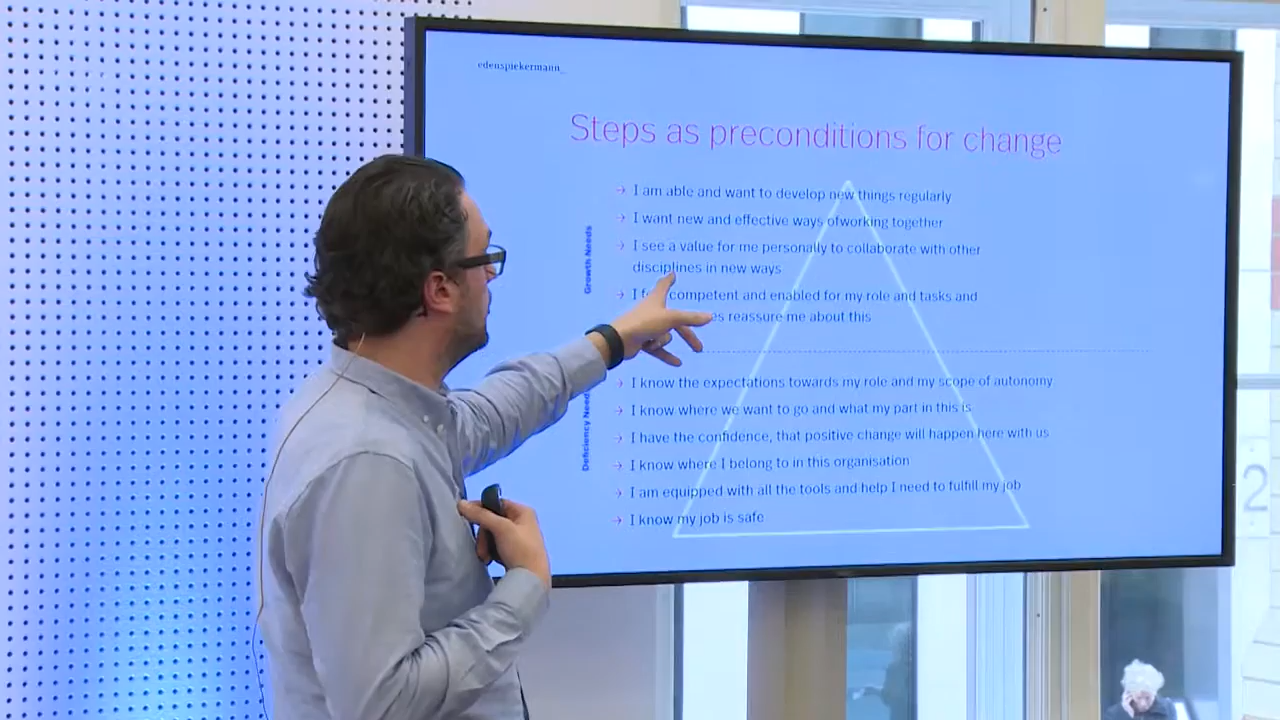 edenspiekermann_
Steps as preconditions for change
→ I am able and want to develop new things regularly
→ I want new and effective ways ofworking together
→ I see a value for me personally to collaborate with other
disciplines in new ways
Growth Needs
→ I competent and enabled for my role and tasks and
reassure me about this
→ I know the expectations towards my role and my scope of autonomy
→ I know where we want to go and what my part in this is
→ I have the confidence, that positive change will happen here with us
Deficiency
→ I know where I belong to in this organisation
→ I am equipped with all the tools and help I need to fulfill my job
→ I know my job is safe
2